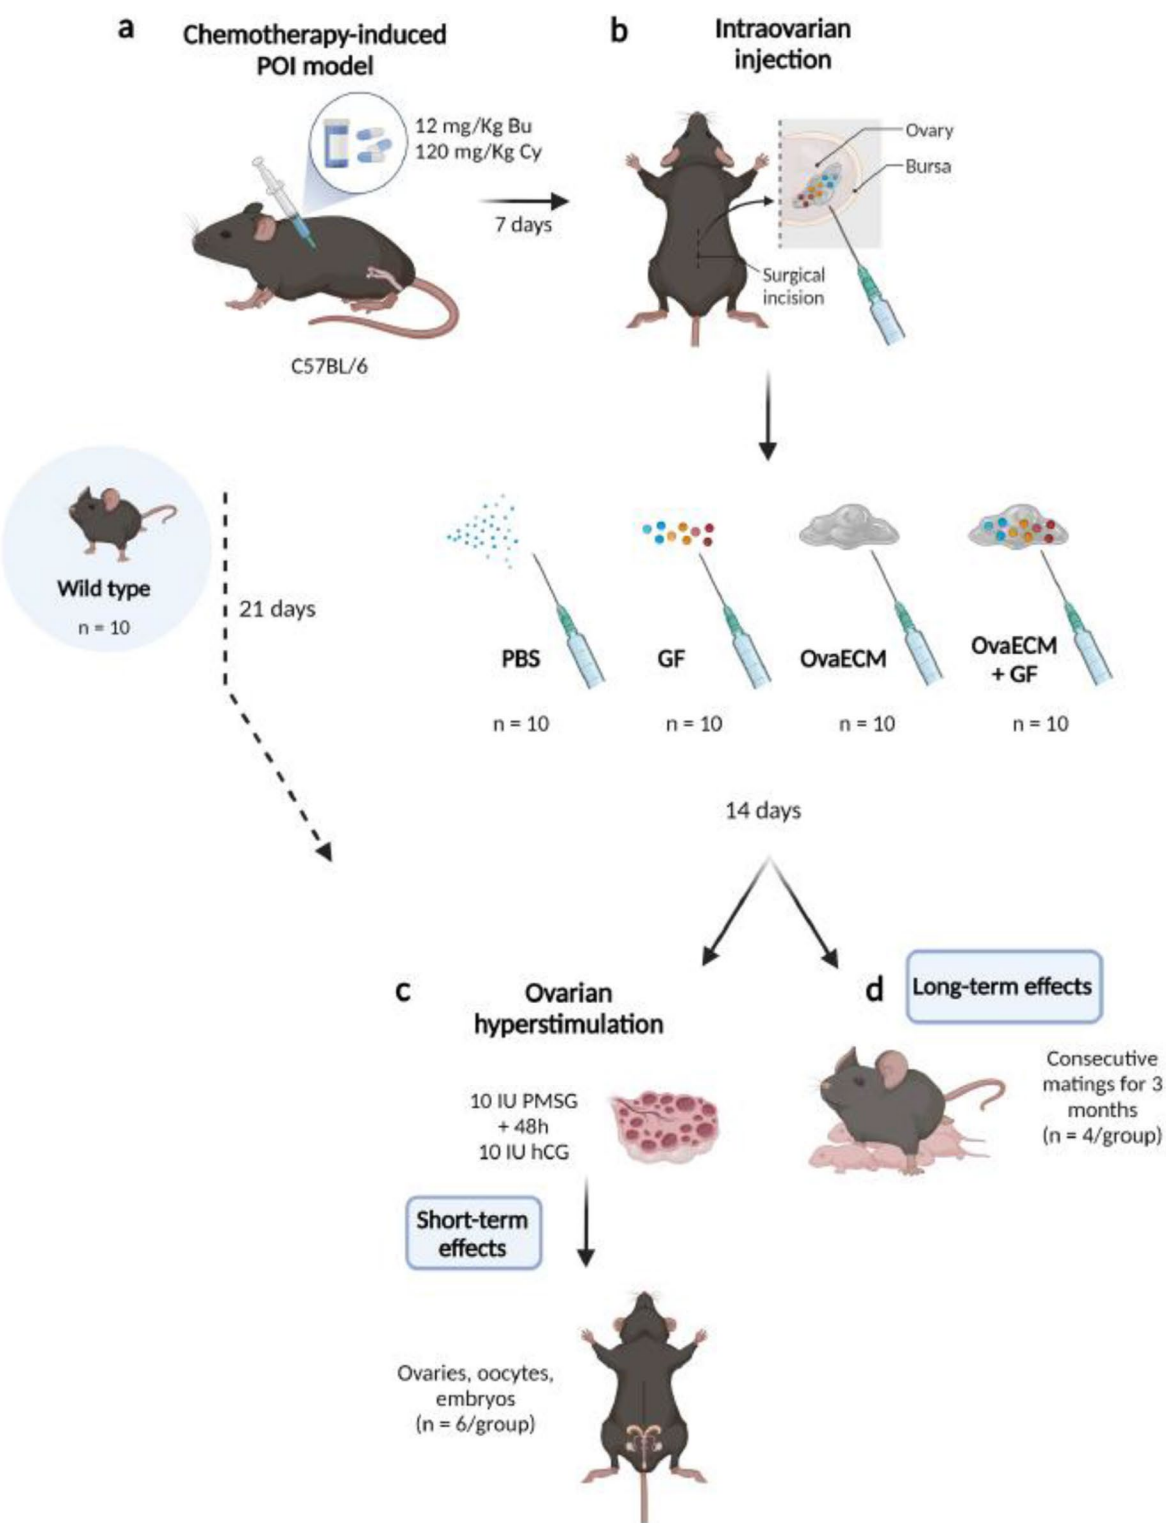 a
Chemotherapy-induced
POI model
12 mg/Kg Bu
120 mg/Kg Cy
7 days
C57BL/6
b
Intraovarian
injection
Ovary
Bursa
Surgical
incision
Wild type
n = 10
21 days
PBS
n = 10
GF
n = 10
OvaECM
n = 10
OvaECM
+ GF
n = 10
14 days
c
Ovarian
hyperstimulation
10 IU PMSG
+ 48h
10 IU hCG
Short-term
effects
Ovaries, oocytes,
embryos
(n = 6/group)
d
Long-term effects
Consecutive
matings for 3
months
(n = 4/group)